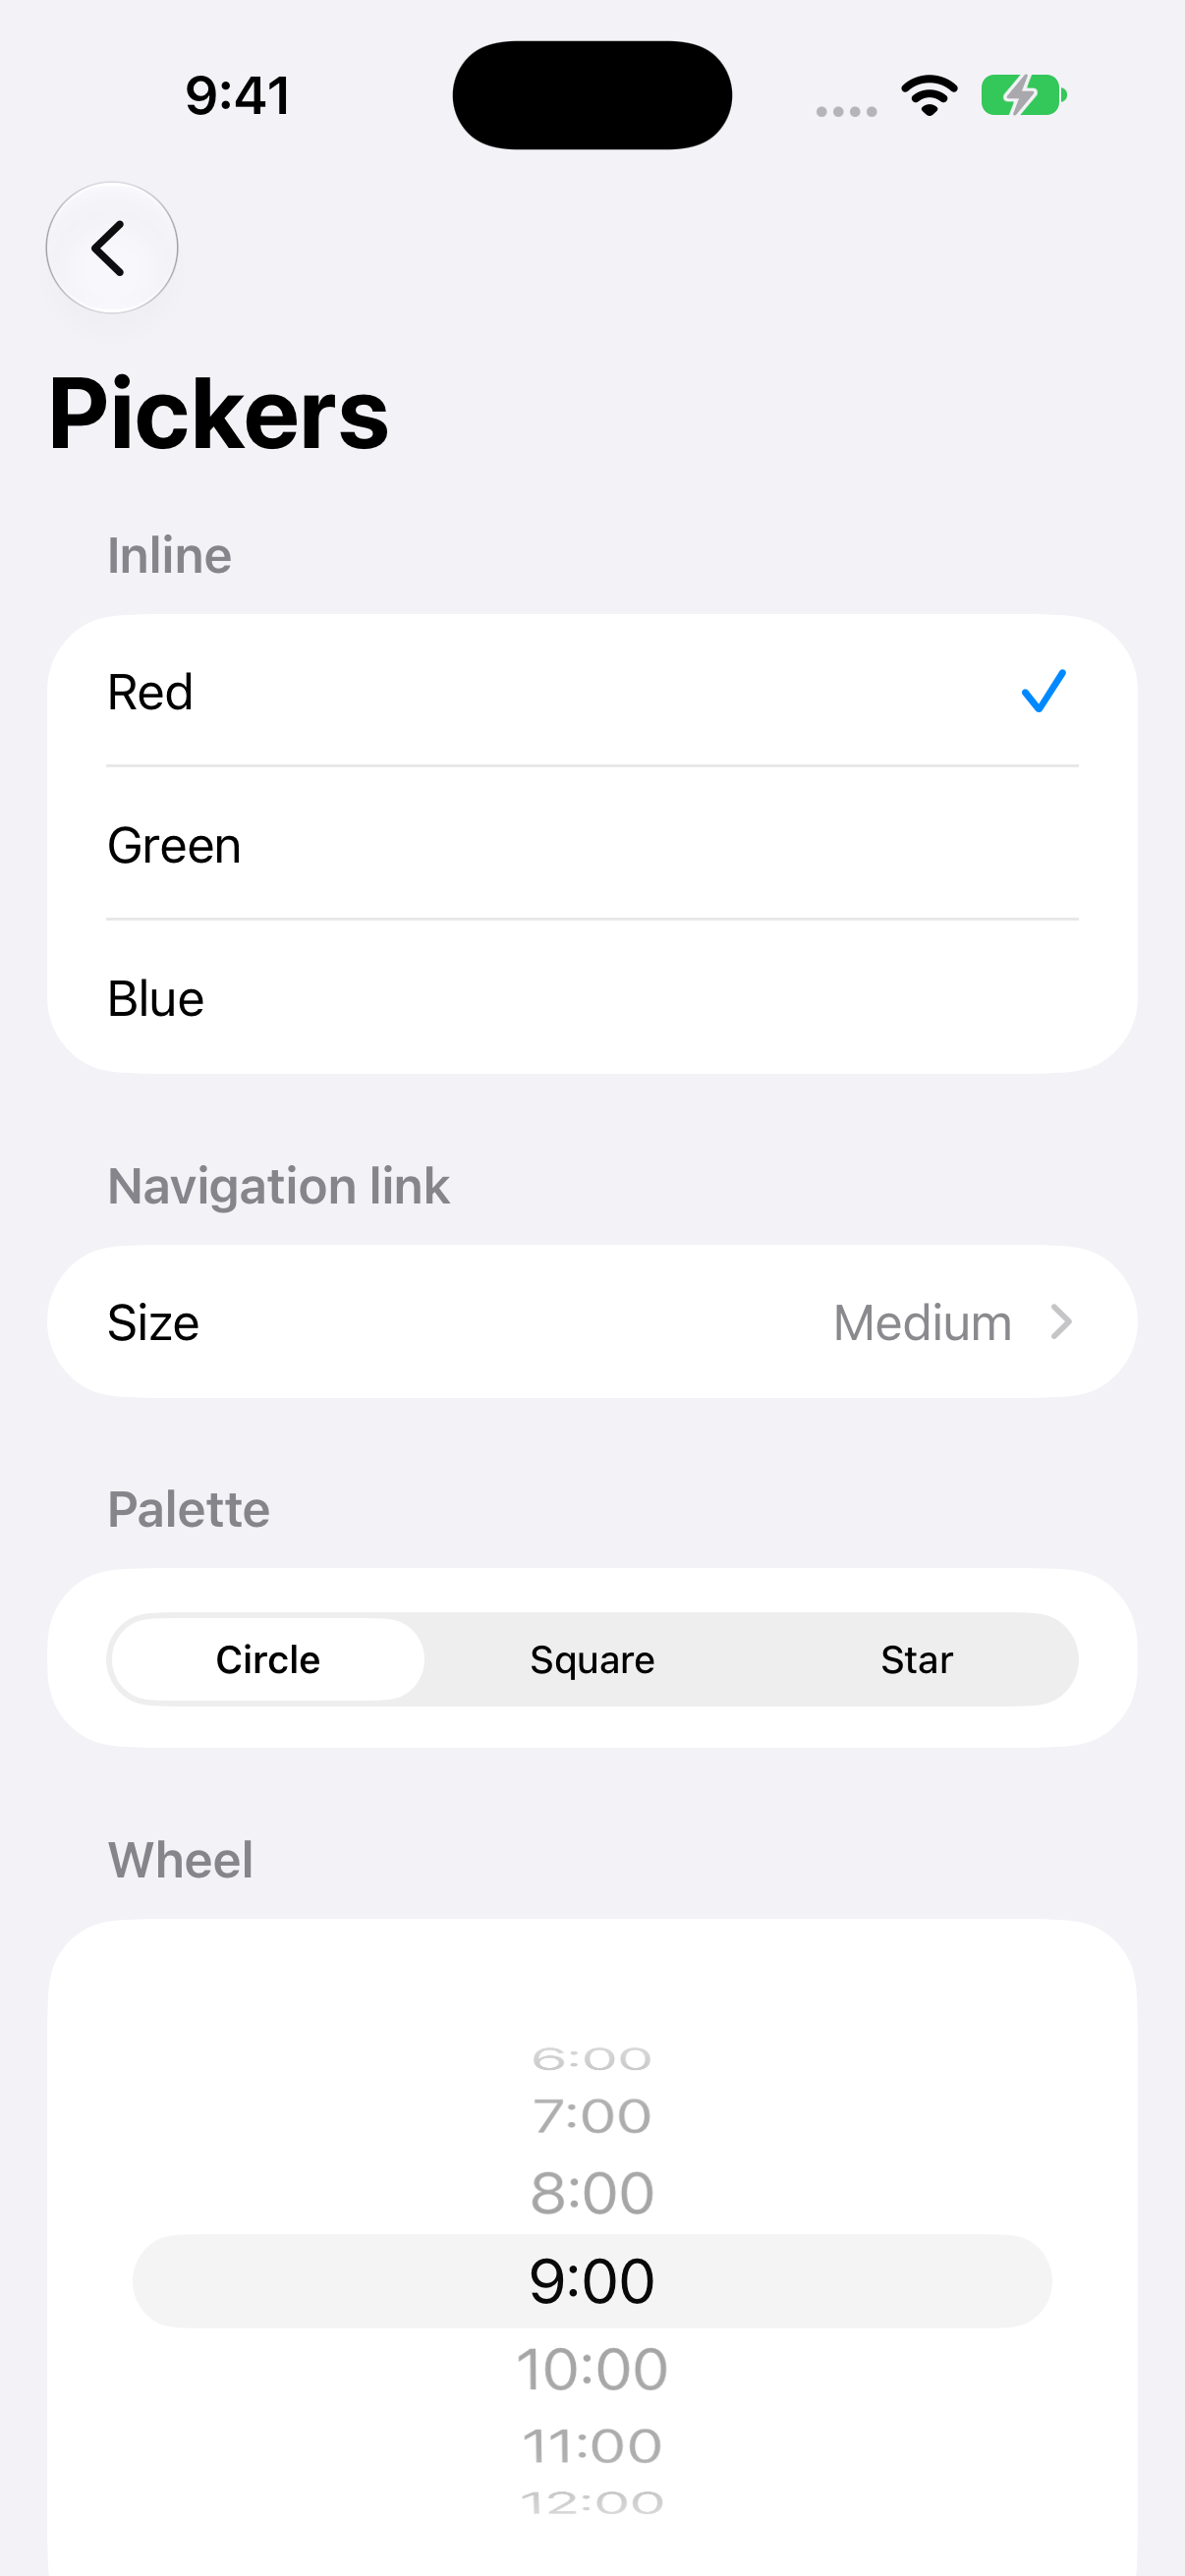 9:41
Pickers
Inline
Red
Green
Blue
Navigation link
Size Medium
Palette
Circle Square Star
Wheel
6:00
7:00
8:00
9:00
10:00
11:00
12:00